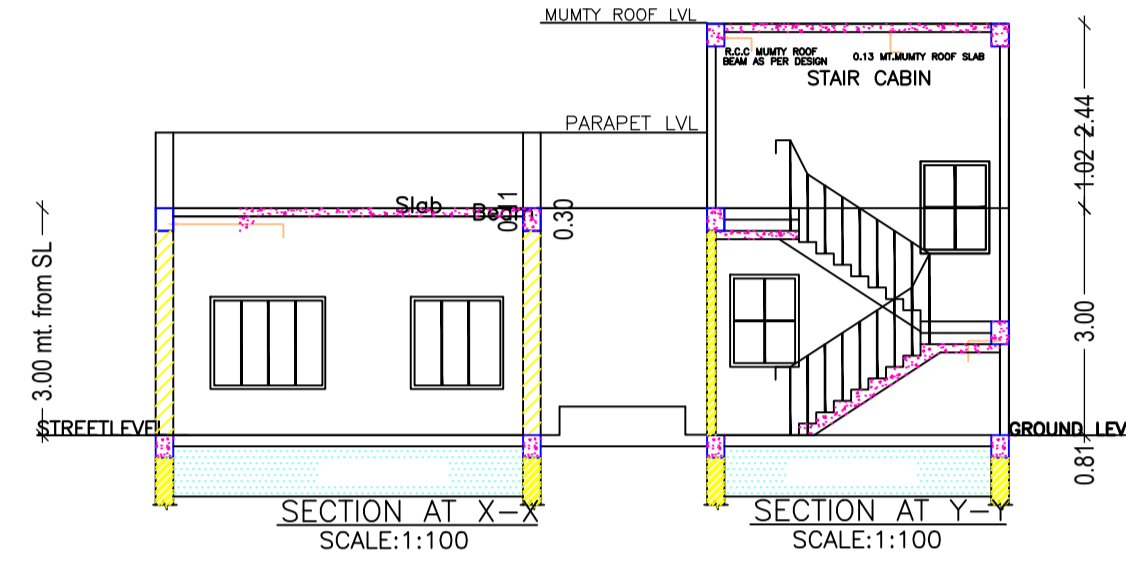 MUMTY ROOF LVL
R.C.C MUMTY ROOF
BEAM AS PER DESIGN
0.13 MT.MUMTY ROOF SLAB
STAIR CABIN
PARAPET LVL
2.44
1.02
Slab
Beam
0.30
3.00 mt. from SL
3.00
STREET LEVEL
GROUND LEV
0.81
SECTION AT X-X
SCALE:1:100
SECTION AT Y-Y
SCALE:1:100